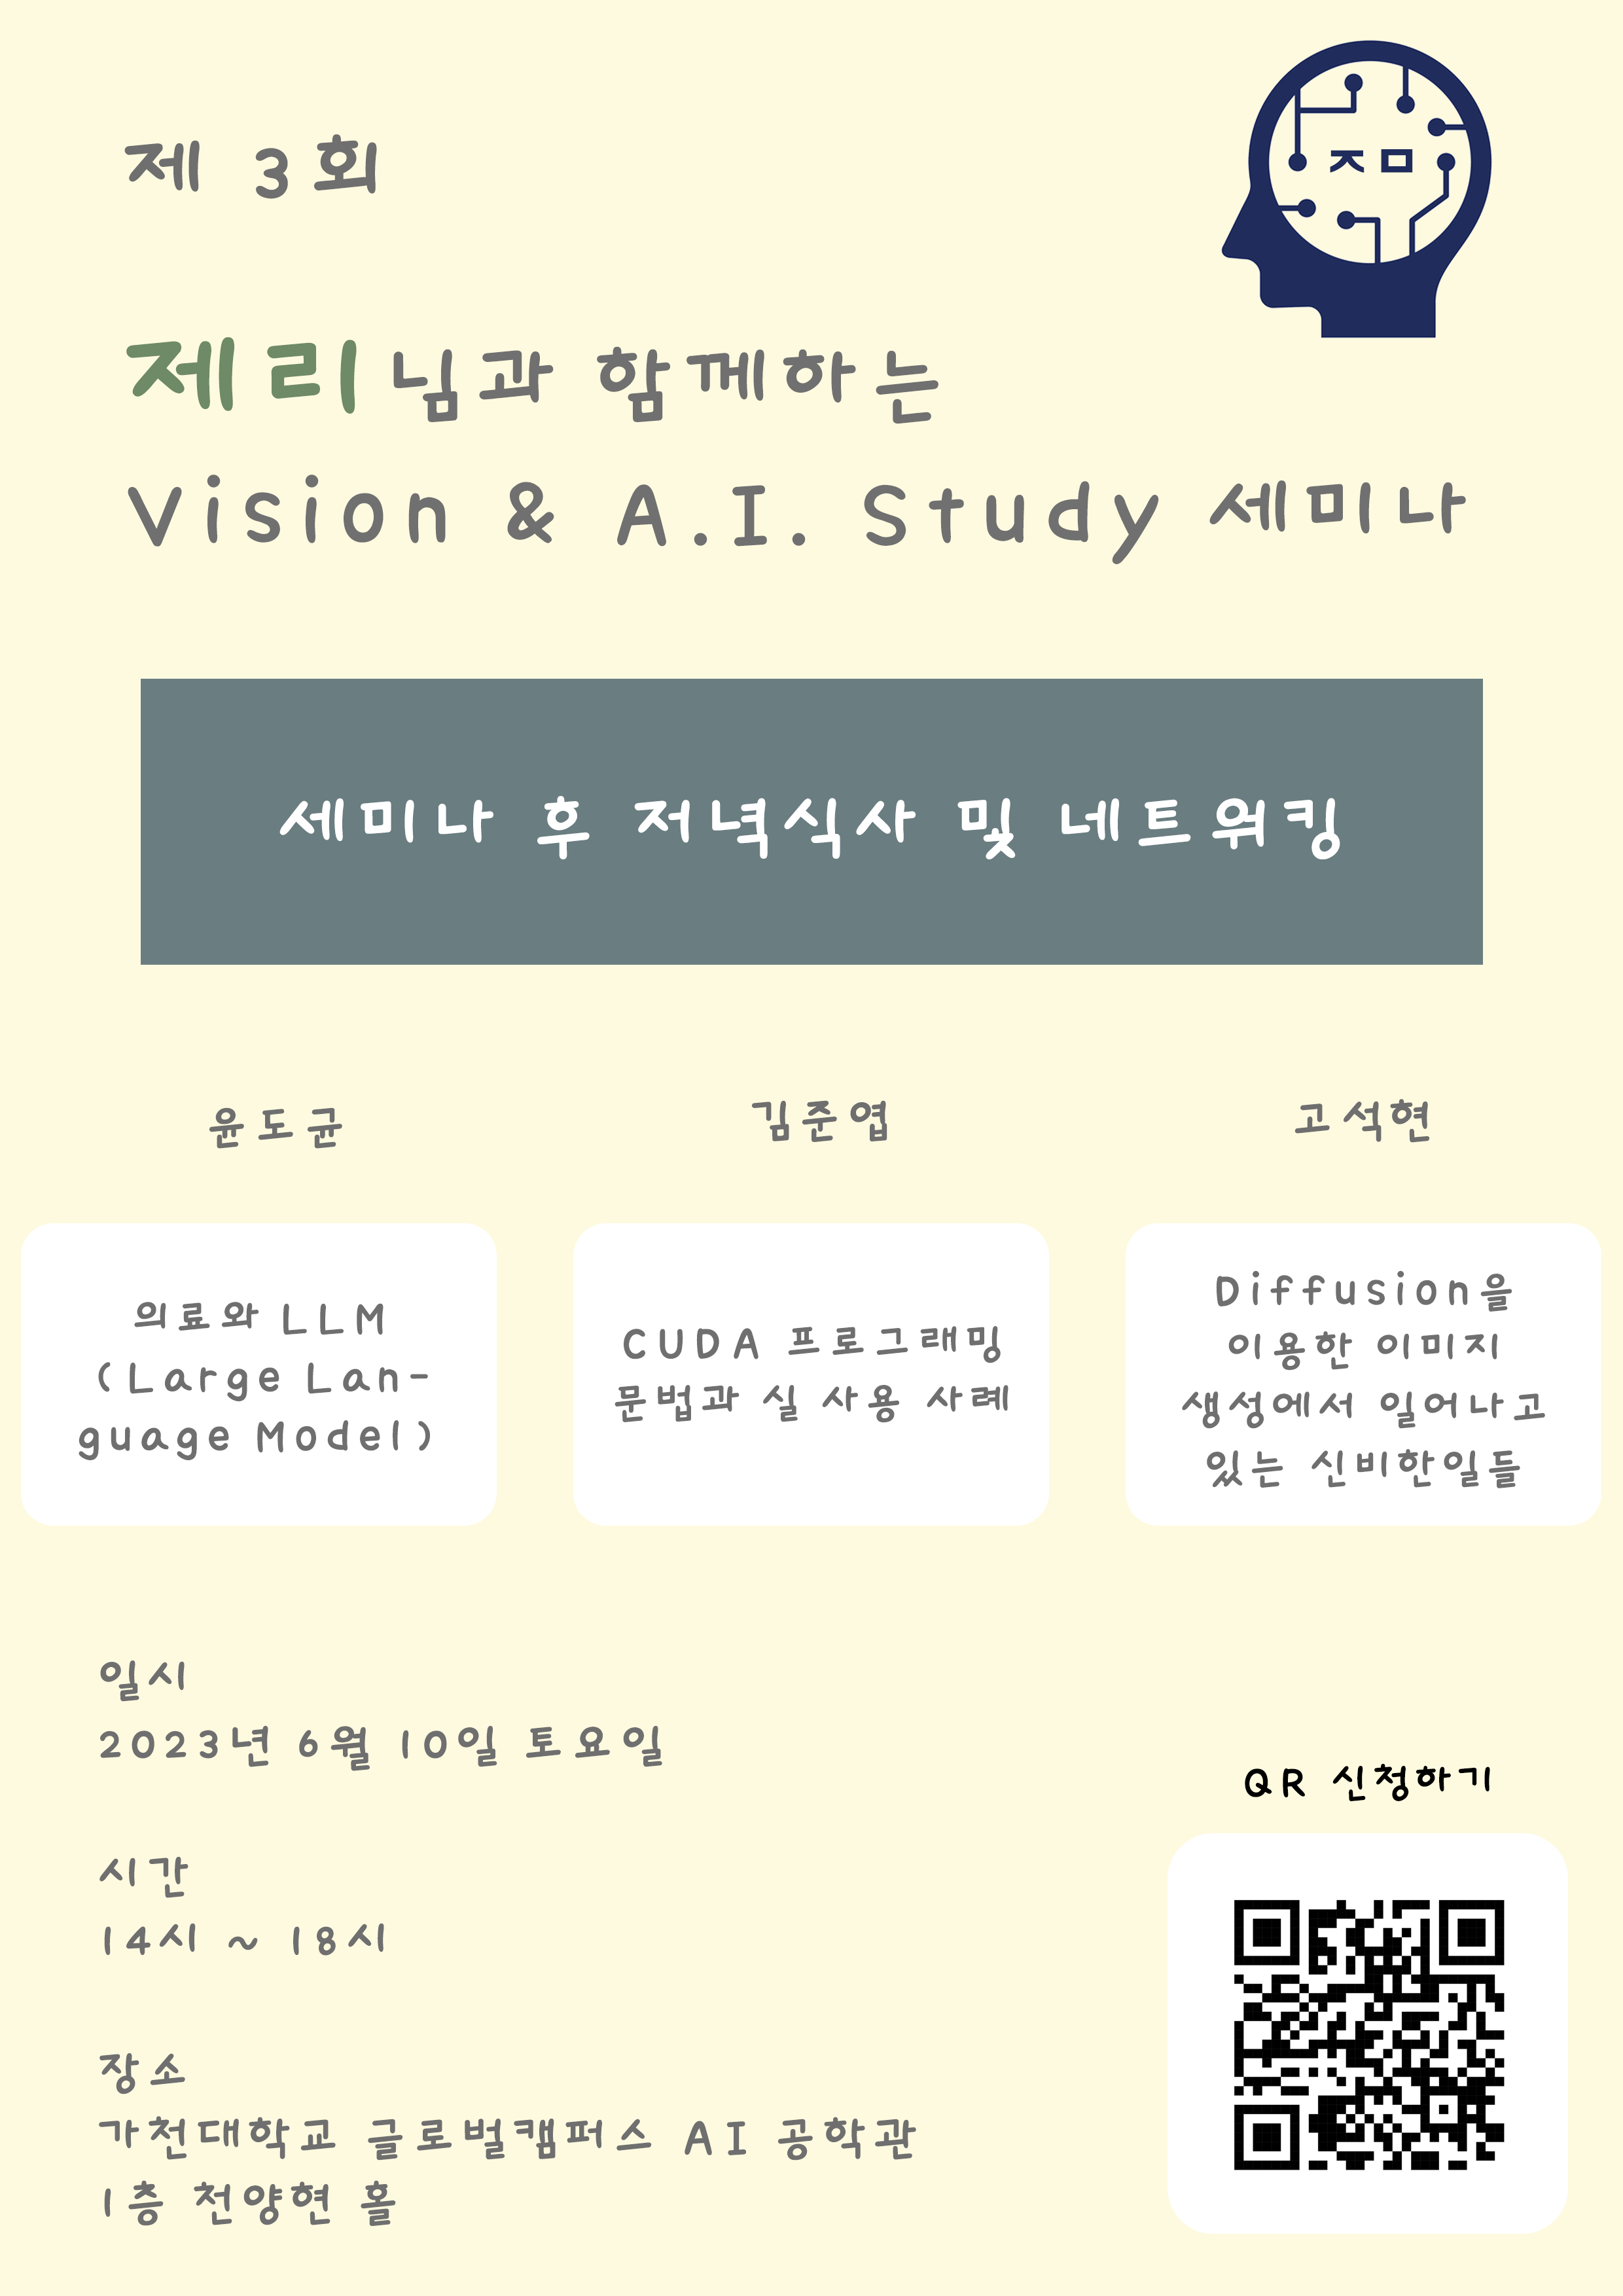 제 3회
ㅈㅁ
제리님과 함께하는
Vision & A.I. Study 세미나
세미나 후 저녁식사 및 네트워킹
윤도균
의료와 LLM
(Large Lan-
guage Model)
김준엽
CUDA 프로그래밍
문법과 실 사용 사례
고석현
Diffusion을
이용한 이미지
생성에서 일어나고
있는 신비한일들
일시
2023년 6월 10일 토요일
시간
14시 ~ 18시
장소
가천대학교 글로벌캠퍼스 AI 공학관
1층 천양현 홀
QR 신청하기